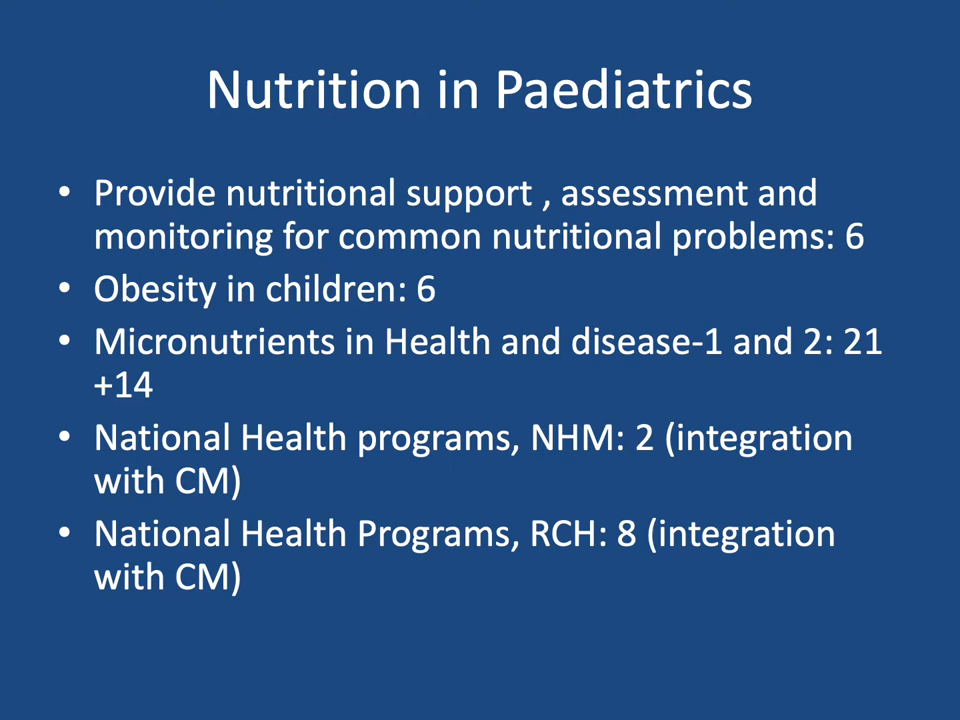 Nutrition in Paediatrics
• Provide nutritional support , assessment and
monitoring for common nutritional problems: 6
• Obesity in children: 6
• Micronutrients in Health and disease-1 and 2: 21
+14
• National Health programs, NHM: 2 (integration
with CM)
• National Health Programs, RCH: 8 (integration
with CM)